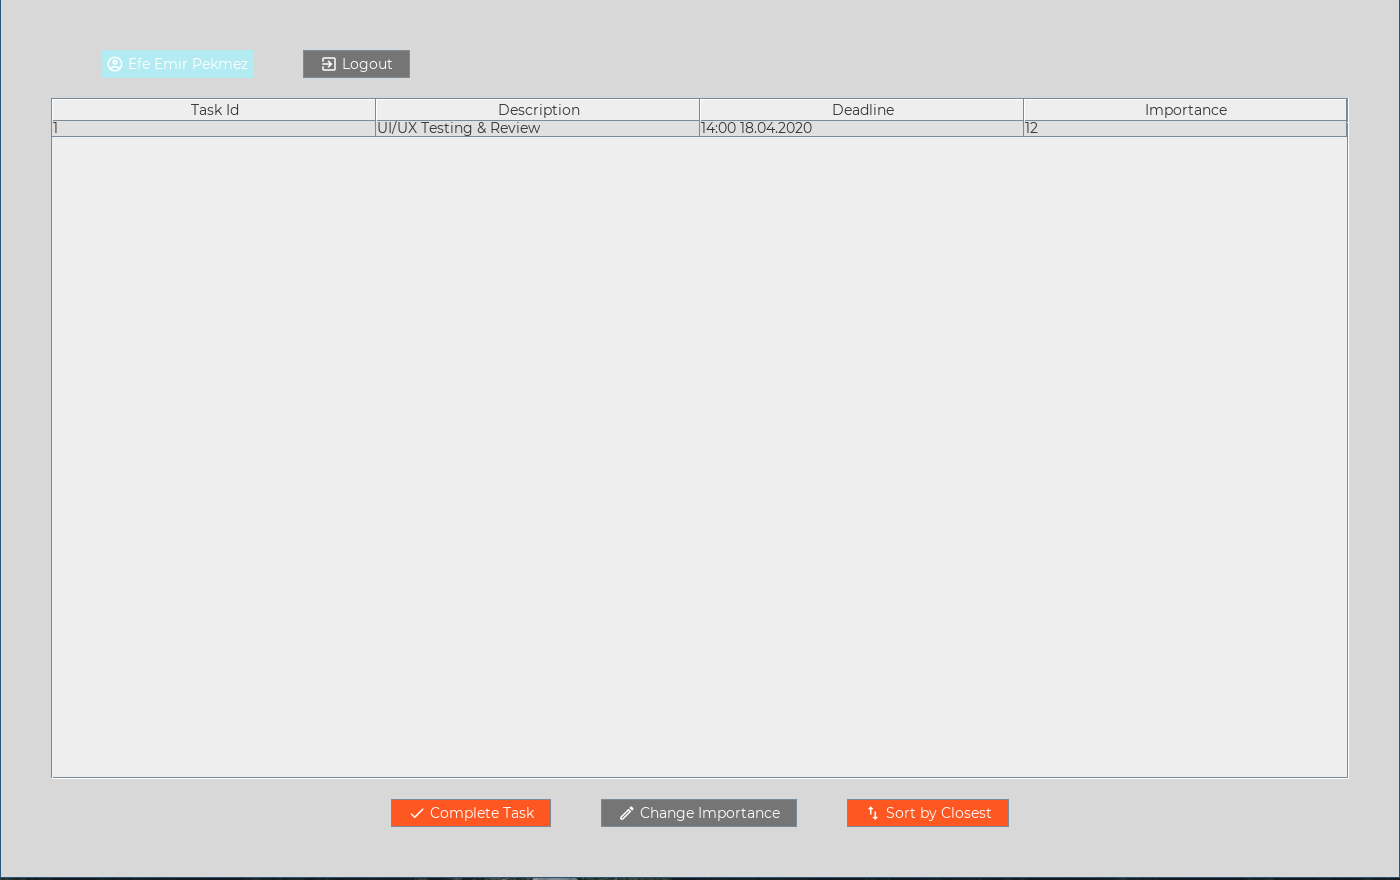 Efe Emir Pekmez Logout
Task Id Description Deadline Importance
1 UI/UX Testing & Review 14:00 18.04.2020 12
Complete Task Change Importance Sort by Closest